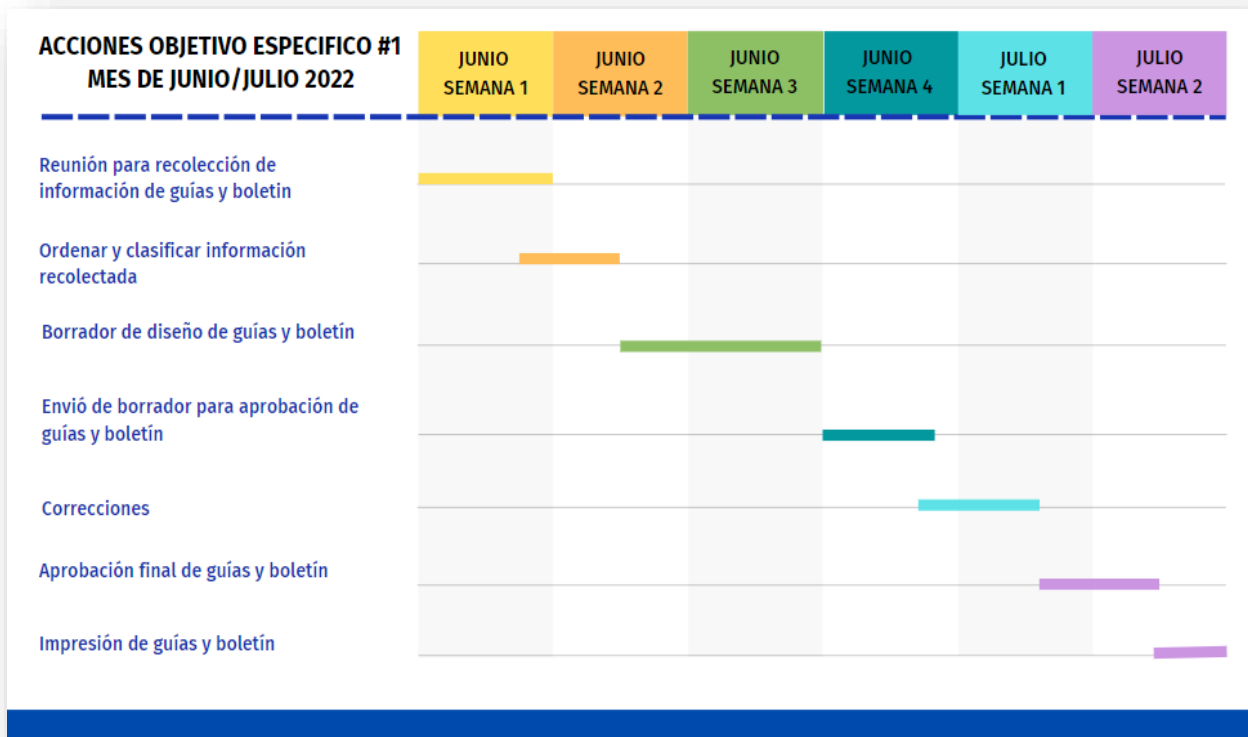 ACCIONES OBJETIVO ESPECIFICO #1
MES DE JUNIO/JULIO 2022
JUNIO
SEMANA 1
JUNIO
SEMANA 2
JUNIO
SEMANA 3
JUNIO
SEMANA 4
JULIO
SEMANA 1
JULIO
SEMANA 2
Reunión para recolección de
información de guías y boletin
Ordenar y clasificar información
recolectada
Borrador de diseño de guías y boletín
Envió de borrador para aprobación de
guías y boletín
Correcciones
Aprobación final de guías y boletín
Impresión de guías y boletín